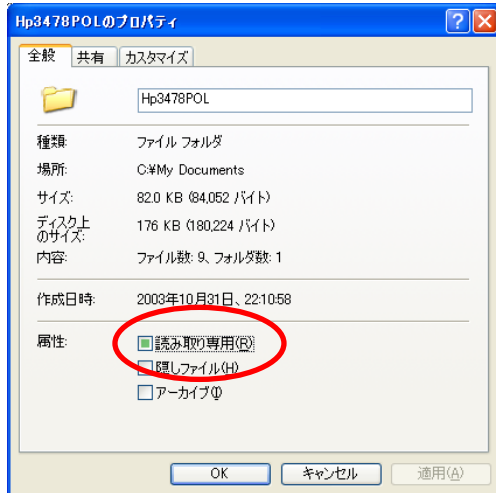 Hp3478POLのプロパティ
全般 共有 カスタマイズ
Hp3478POL
種類: ファイル フォルダ
場所: C:¥My Documents
サイズ: 82.0 KB (84,052 バイト)
ディスク上
のサイズ: 176 KB (180,224 バイト)
内容: ファイル数: 9、フォルダ数: 1
作成日時: 2003年10月31日、22:10:58
属性: 読み取り専用(R)
隠しファイル(H)
アーカイブ(I)
OK キャンセル 適用(A)